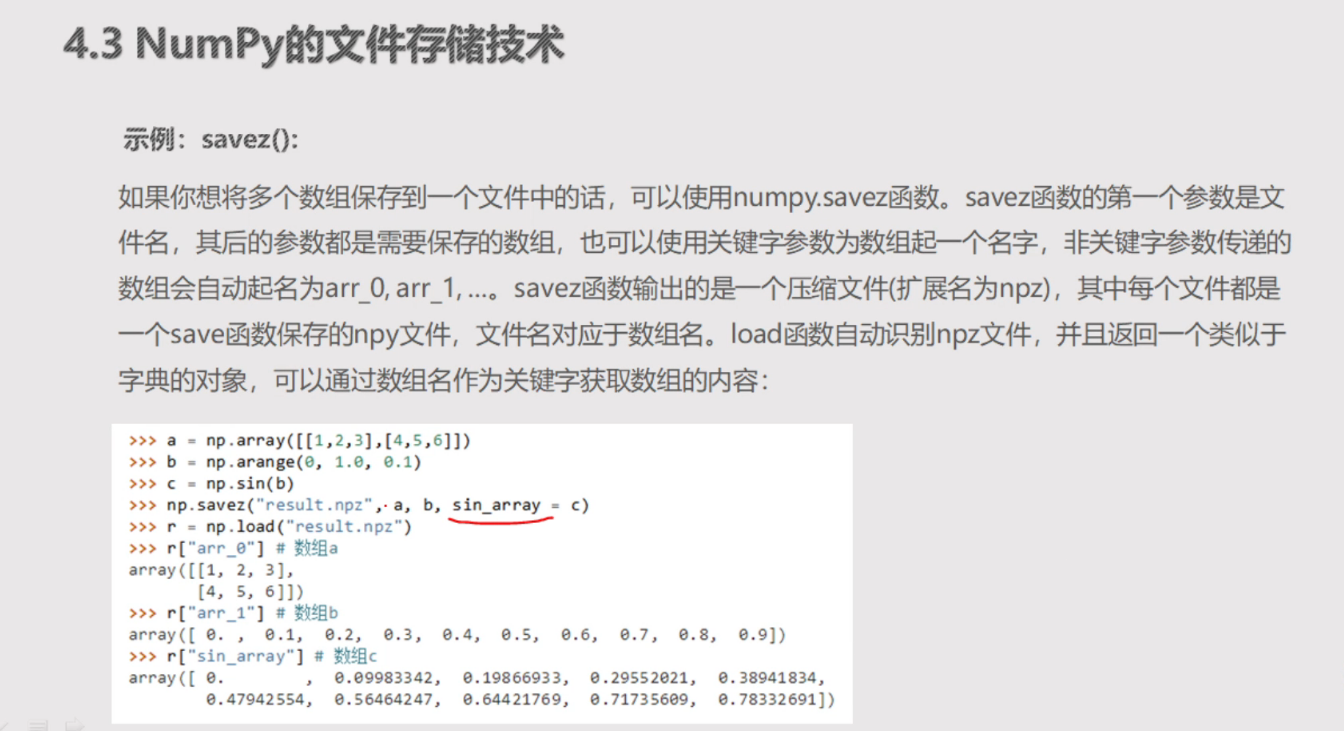 4.3 NumPy的文件存储技术
示例：savez():
如果你想将多个数组保存到一个文件中的话，可以使用numpy.savez函数。savez函数的第一个参数是文
件名，其后的参数都是需要保存的数组，也可以使用关键字参数为数组起一个名字，非关键字参数传递的
数组会自动起名为arr_0, arr_1, ...。savez函数输出的是一个压缩文件(扩展名为npz)，其中每个文件都是
一个save函数保存的npy文件，文件名对应于数组名。load函数自动识别npz文件，并且返回一个类似于
字典的对象，可以通过数组名作为关键字获取数组的内容：
>>> a = np.array([[1,2,3],[4,5,6]])
>>> b = np.arange(0, 1.0, 0.1)
>>> c = np.sin(b)
>>> np.savez("result.npz", a, b, sin_array = c)
>>> r = np.load("result.npz")
>>> r["arr_0"] # 数组a
array([[1, 2, 3],
       [4, 5, 6]])
>>> r["arr_1"] # 数组b
array([ 0. ,  0.1,  0.2,  0.3,  0.4,  0.5,  0.6,  0.7,  0.8,  0.9])
>>> r["sin_array"] # 数组c
array([ 0.        ,  0.09983342,  0.19866933,  0.29552021,  0.38941834,
        0.47942554,  0.56464247,  0.64421769,  0.71735609,  0.78332691])